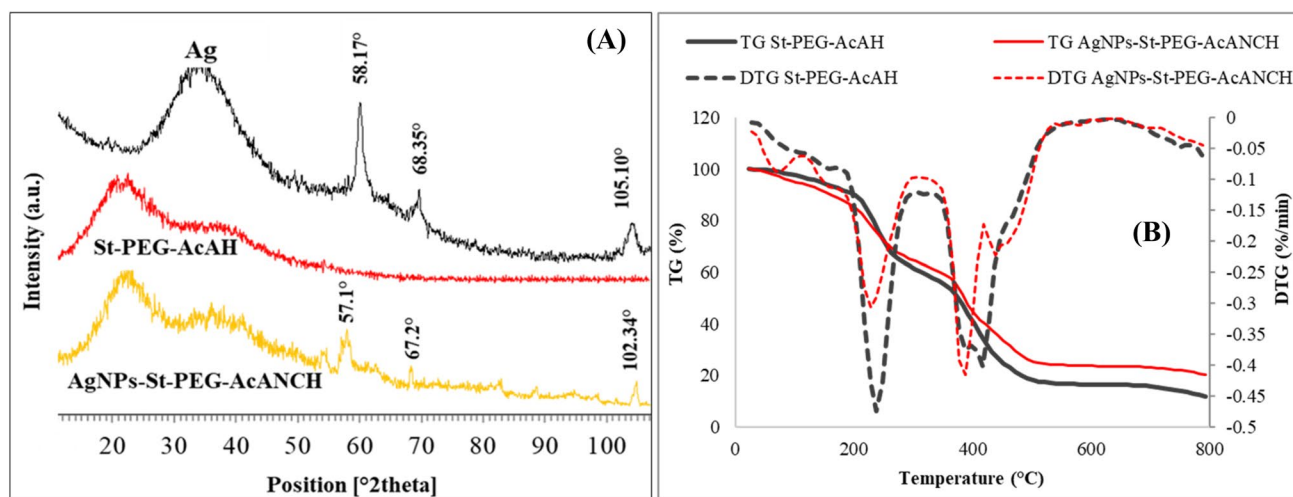 (A)
Ag
58.17°
68.35°
105.10°
St-PEG-AcAH
57.1°
67.2°
102.34°
AgNPs-St-PEG-AcANCH
Intensity (a.u.)
20 30 40 50 60 70 80 90 100
Position [°2theta]
TG St-PEG-AcAH TG AgNPs-St-PEG-AcANCH
DTG St-PEG-AcAH DTG AgNPs-St-PEG-AcANCH
120
100
80
60
40
20
0
TG (%)
(B)
0
-0.05
-0.1
-0.15
-0.2
-0.25
-0.3
-0.35
-0.4
-0.45
-0.5
DTG (%/min)
0 200 400 600 800
Temperature (°C)